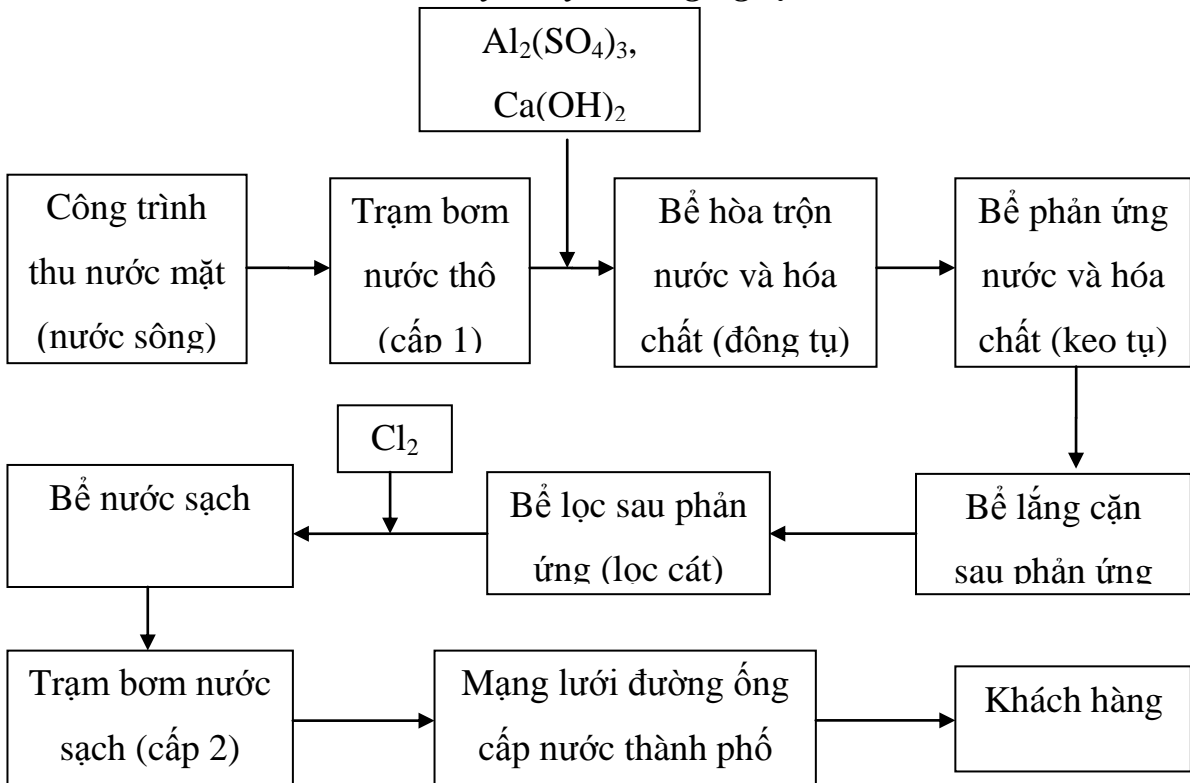 Al₂(SO₄)₃,
Ca(OH)₂
Công trình
thu nước mặt
(nước sông)
Trạm bơm
nước thô
(cấp 1)
Bể hòa trộn
nước và hóa
chất (đông tụ)
Bể phản ứng
nước và hóa
chất (keo tụ)
Cl₂
Bể nước sạch
Bể lọc sau phản
ứng (lọc cát)
Bể lắng cặn
sau phản ứng
Trạm bơm nước
sạch (cấp 2)
Mạng lưới đường ống
cấp nước thành phố
Khách hàng